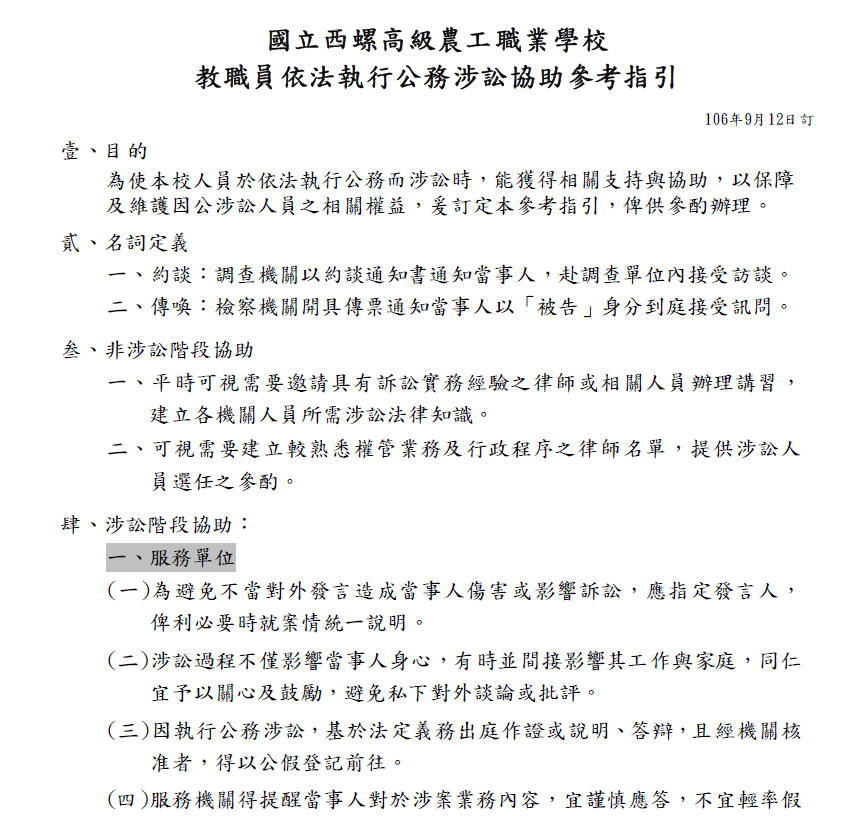 國立西螺高級農工職業學校
教職員依法執行公務涉訟協助參考指引
106年9月12日訂
壹、目的
為使本校人員於依法執行公務而涉訟時，能獲得相關支持與協助，以保障
及維護因公涉訟人員之相關權益，爰訂定本參考指引，俾供參酌辦理。
貳、名詞定義
一、約談：調查機關以約談通知書通知當事人，赴調查單位內接受訪談。
二、傳喚：檢察機關開具傳票通知當事人以「被告」身分到庭接受訊問。
叁、非涉訟階段協助
一、平時可視需要邀請具有訴訟實務經驗之律師或相關人員辦理講習，
建立各機關人員所需涉訟法律知識。
二、可視需要建立較熟悉權管業務及行政程序之律師名單，提供涉訟人
員選任之參酌。
肆、涉訟階段協助：
一、服務單位
(一)為避免不當對外發言造成當事人傷害或影響訴訟，應指定發言人，
俾利必要時就案情統一說明。
(二)涉訟過程不僅影響當事人身心，有時並間接影響其工作與家庭，同仁
宜予以關心及鼓勵，避免私下對外談論或批評。
(三)因執行公務涉訟，基於法定義務出庭作證或說明、答辯，且經機關核
准者，得以公假登記前往。
(四)服務機關得提醒當事人對於涉案業務內容，宜謹慎應答，不宜輕率假